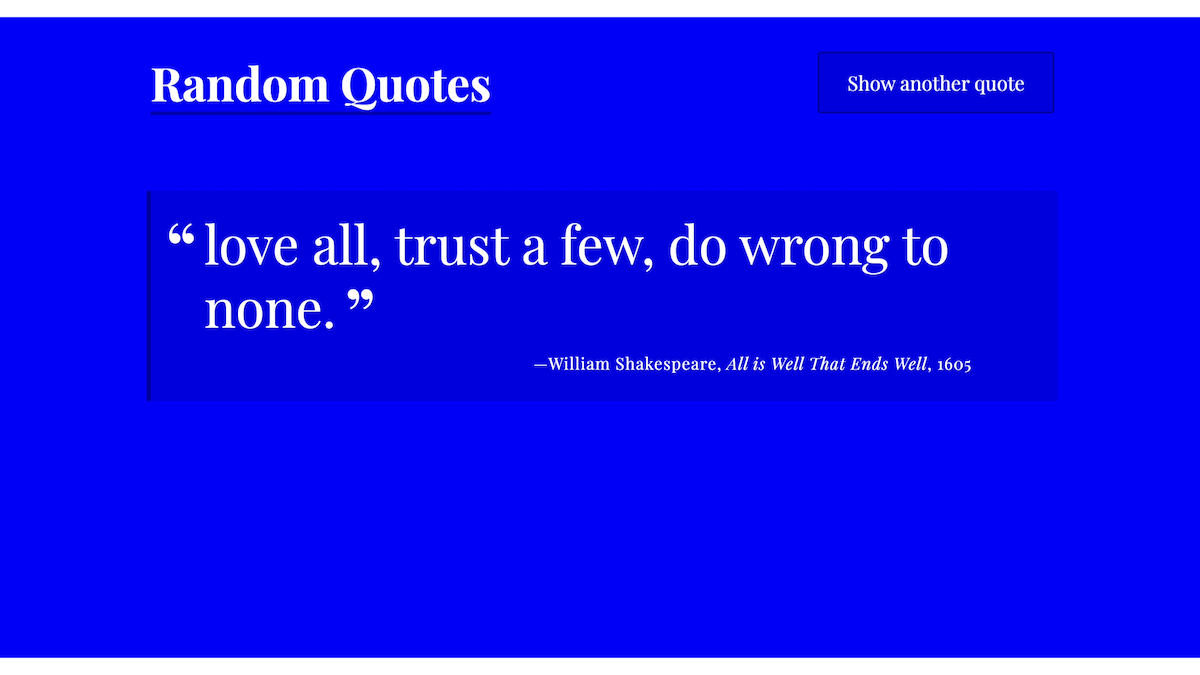 Random Quotes
Show another quote
“love all, trust a few, do wrong to
none.”
—William Shakespeare, All is Well That Ends Well, 1605